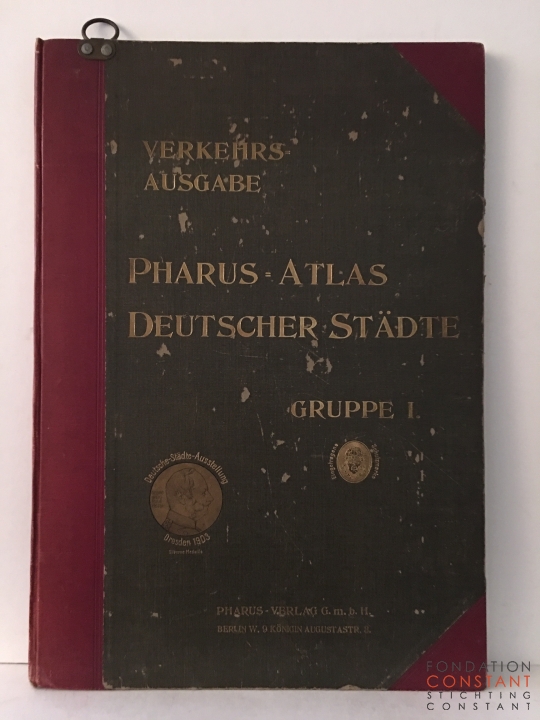 VERKEHRS=
AUSGABE
PHARUS=ATLAS
DEUTSCHER STÄDTE
GRUPPE I.
Deutsche-Städte-Ausstellung
Dresden 1903
Eingetragene
PHARUS-VERLAG G. m. b. H.
BERLIN W. 9 KÖNIGIN AUGUSTASTR.
FONDATION
CONSTANT
STICHTING
CONSTANT